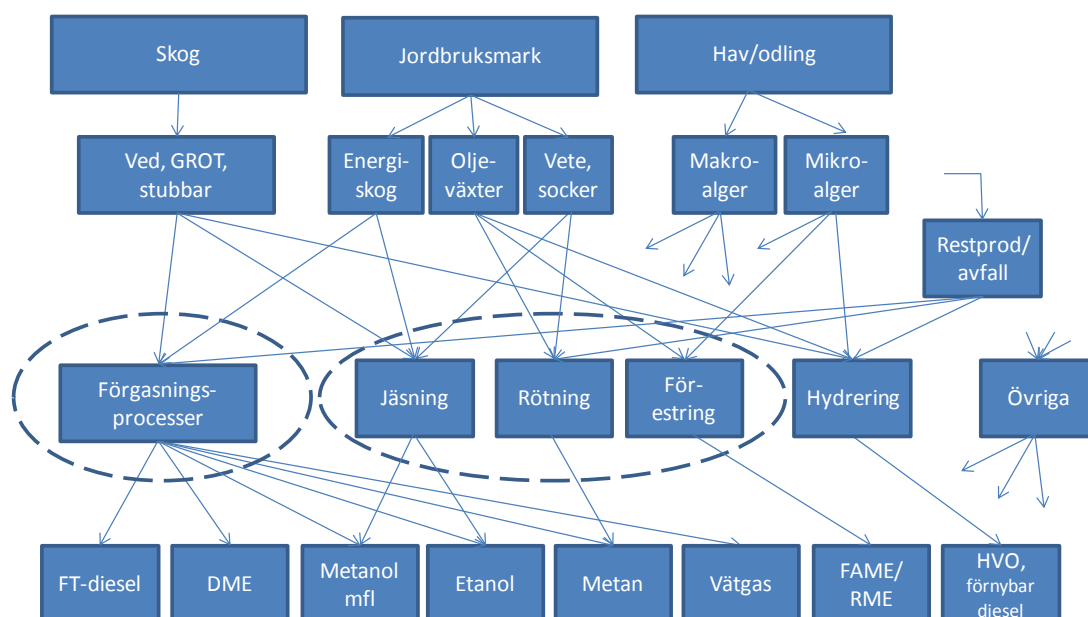 Skog
Jordbruksmark
Hav/odling
Ved, GROT,
stubbar
Energi-
skog
Olje-
växter
Vete,
socker
Makro-
alger
Mikro-
alger
Restprod/
avfall
Förgasnings-
processer
Jäsning
Rötning
För-
estring
Hydrering
Övriga
FT-diesel
DME
Metanol
mfl
Etanol
Metan
Vätgas
FAME/
RME
HVO,
förnybar
diesel